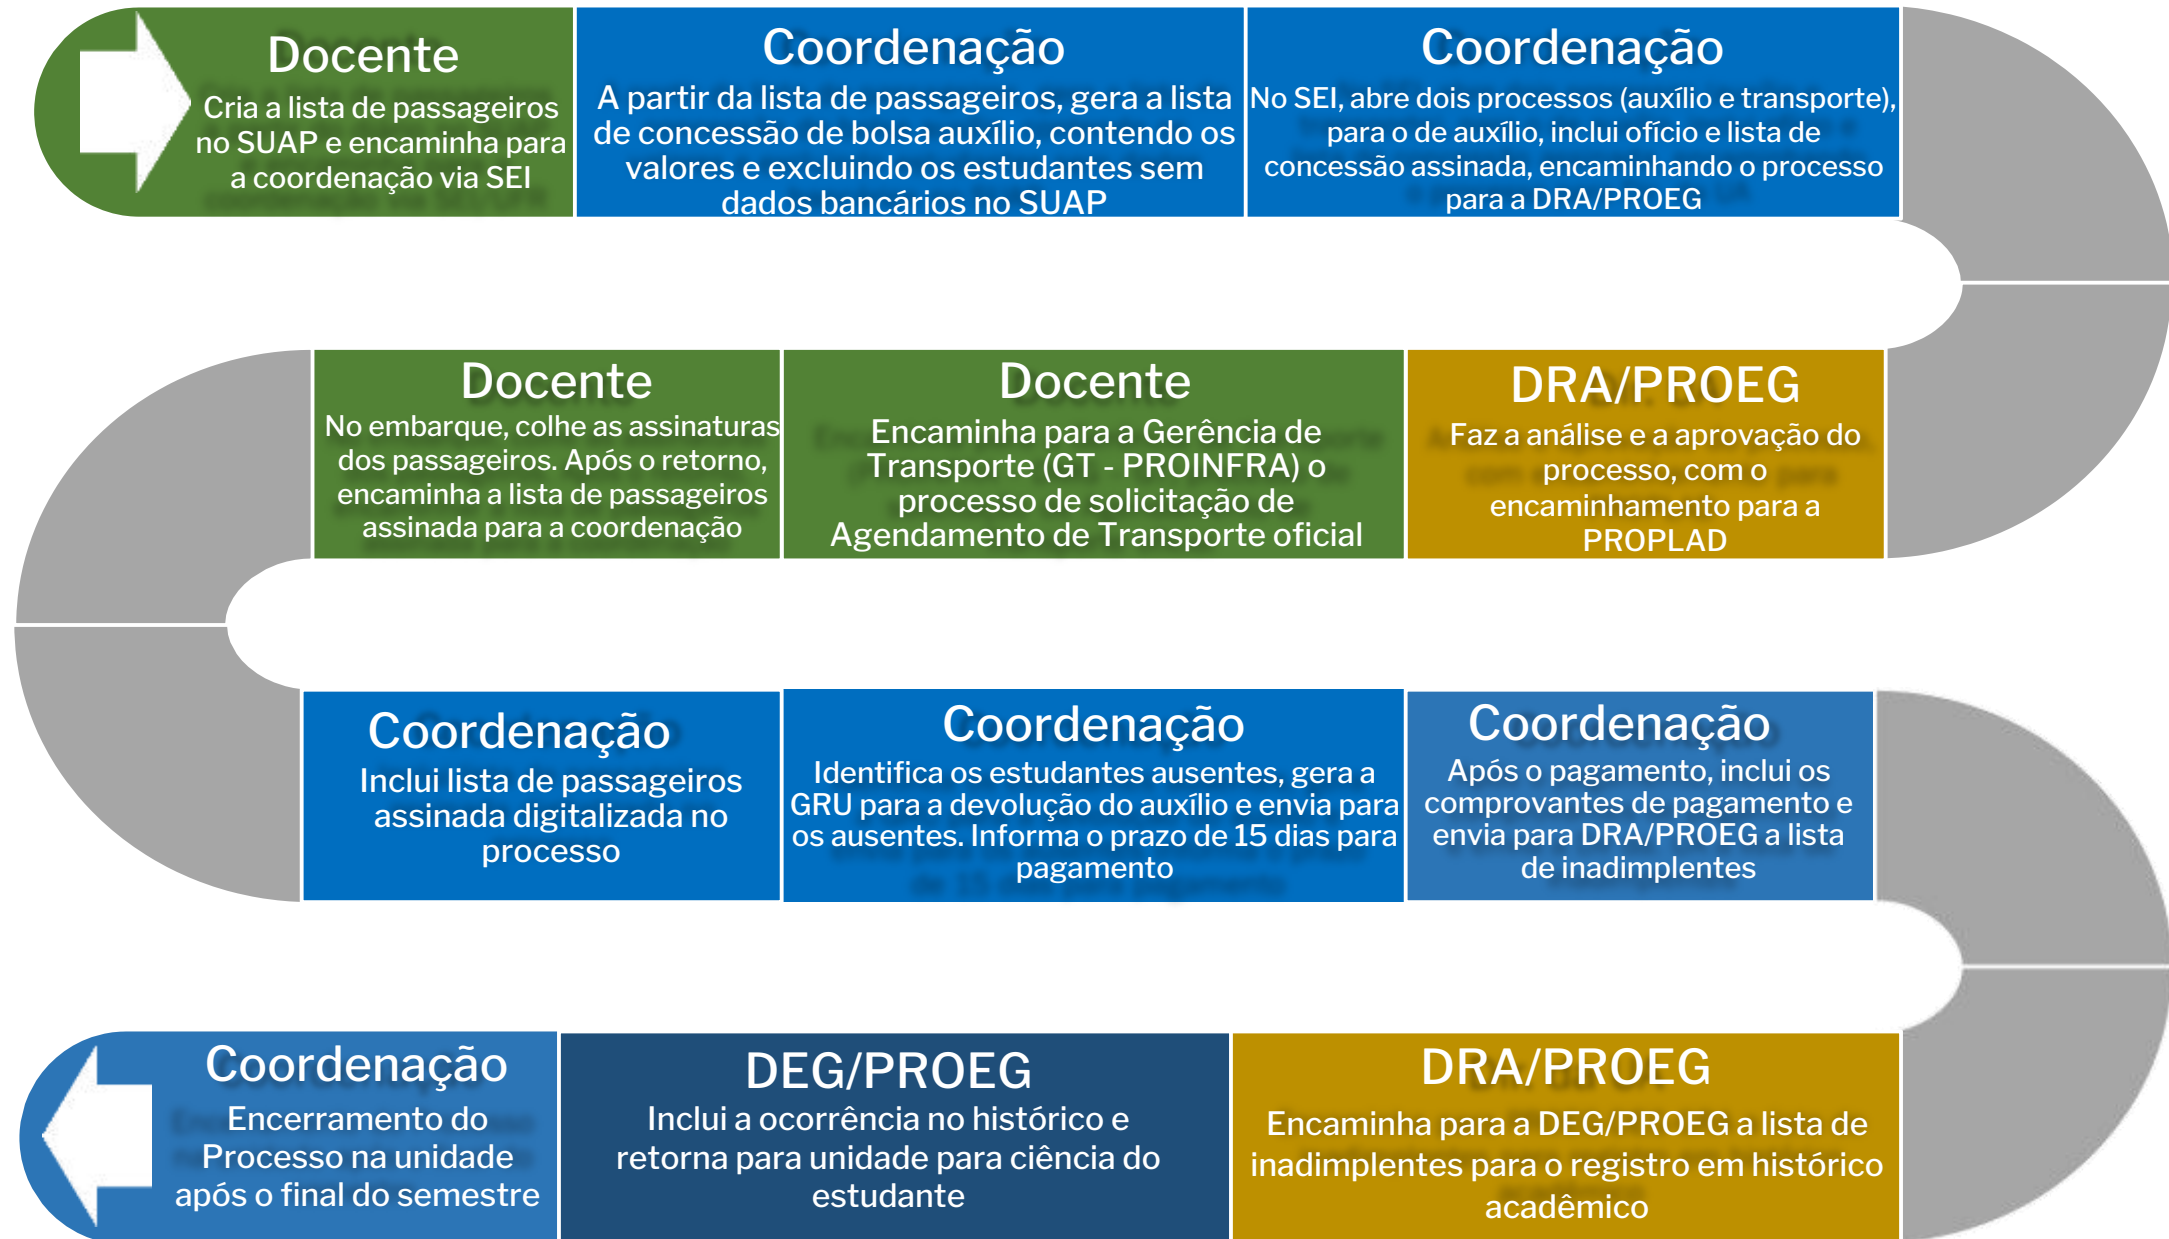 Docente
Cria a lista de passageiros
no SUAP e encaminha para
a coordenação via SEI
Coordenação
A partir da lista de passageiros, gera a lista
de concessão de bolsa auxílio, contendo os
valores e excluindo os estudantes sem
dados bancários no SUAP
Coordenação
No SEI, abre dois processos (auxílio e transporte),
para o de auxílio, inclui ofício e lista de
concessão assinada, encaminhando o processo
para a DRA/PROEG
DRA/PROEG
Faz a análise e a aprovação do
processo, com o
encaminhamento para a
PROPLAD
Docente
Encaminha para a Gerência de
Transporte (GT - PROINFRA) o
processo de solicitação de
Agendamento de Transporte oficial
Docente
No embarque, colhe as assinaturas
dos passageiros. Após o retorno,
encaminha a lista de passageiros
assinada para a coordenação
Coordenação
Inclui lista de passageiros
assinada digitalizada no
processo
Coordenação
Identifica os estudantes ausentes, gera a
GRU para a devolução do auxílio e envia para
os ausentes. Informa o prazo de 15 dias para
pagamento
Coordenação
Após o pagamento, inclui os
comprovantes de pagamento e
envia para DRA/PROEG a lista
de inadimplentes
DRA/PROEG
Encaminha para a DEG/PROEG a lista de
inadimplentes para o registro em histórico
acadêmico
DEG/PROEG
Inclui a ocorrência no histórico e
retorna para unidade para ciência do
estudante
Coordenação
Encerramento do
Processo na unidade
após o final do semestre